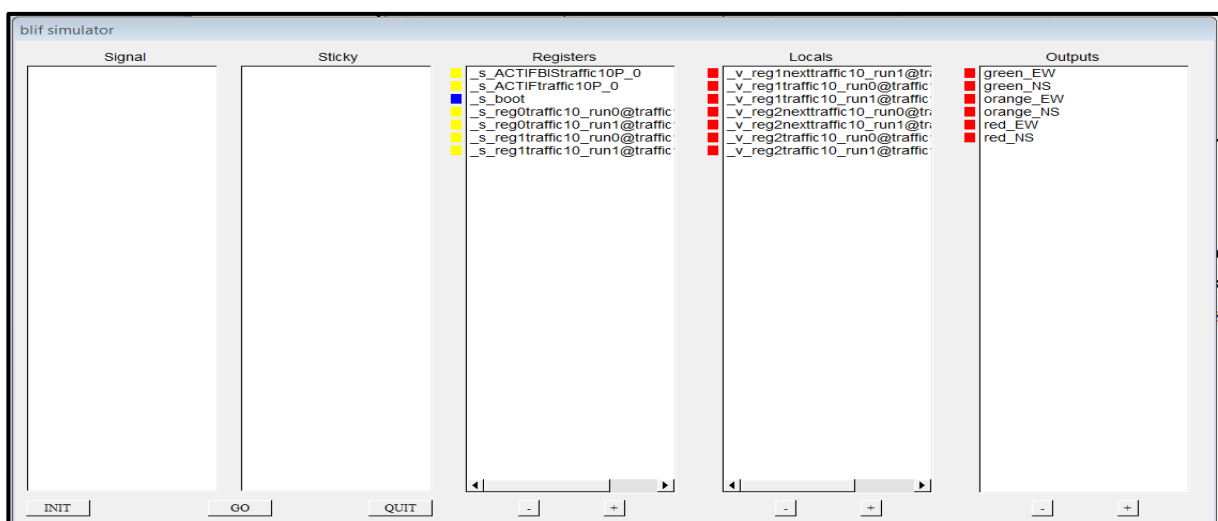 blif simulator
Signal
Sticky
Registers
Locals
Outputs
_s_ACTIFBIStraffic10P_0
_s_ACTIFtraffic10P_0
_s_boot
_s_reg0traffic10_run0@traffic
_s_reg0traffic10_run1@traffic
_s_reg1traffic10_run0@traffic
_s_reg1traffic10_run1@traffic
_v_reg1nexttraffic10_run1@tra
_v_reg1traffic10_run0@traffic
_v_reg1traffic10_run1@traffic
_v_reg2nexttraffic10_run0@tra
_v_reg2nexttraffic10_run1@tra
_v_reg2traffic10_run0@traffic
_v_reg2traffic10_run1@traffic
green_EW
green_NS
orange_EW
orange_NS
red_EW
red_NS
INIT
GO
QUIT
-
+
-
+
-
+